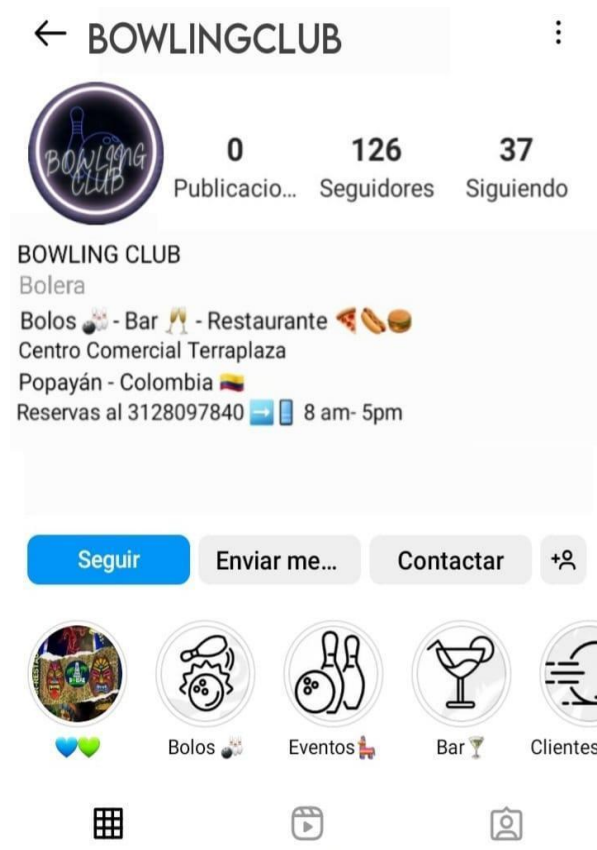 BOWLINGCLUB
BOWLING
CLUB
0
126
37
Publicacio...
Seguidores
Siguiendo
BOWLING CLUB
Bolera
Bolos 🎳 - Bar 🥂 - Restaurante 🍕🌭🍔
Centro Comercial Terraplaza
Popayán - Colombia 🇨🇴
Reservas al 3128097840 ➡️📱 8 am- 5pm
Seguir
Enviar me...
Contactar
💙💚
Bolos 🎳
Eventos 🪅
Bar 🍸
Clientes